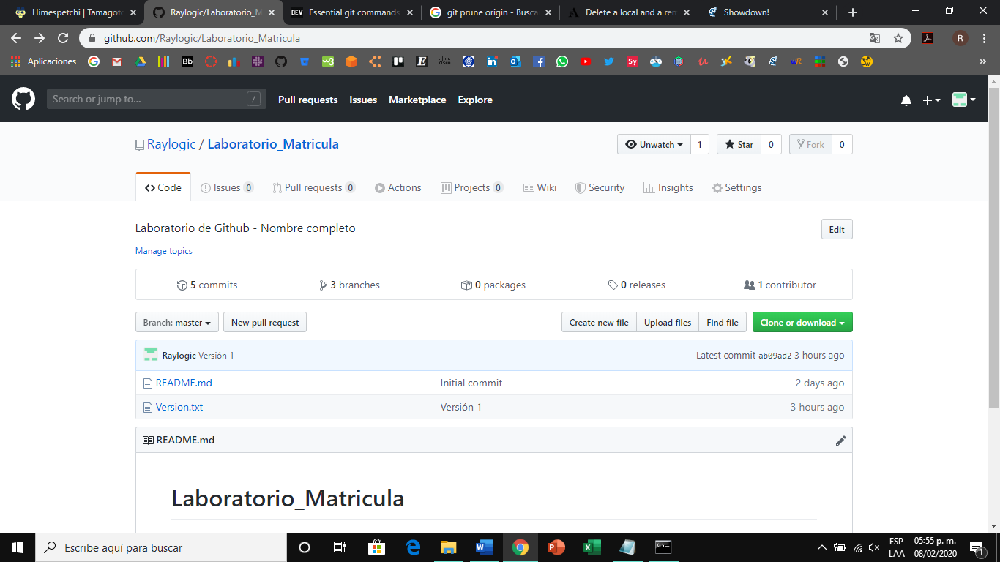 Himespetchi | Tamagoto
Raylogic/Laboratorio_M
DEV
Essential git commands
git prune origin - Busca
Delete a local and a rem
Showdown!
github.com/Raylogic/Laboratorio_Matricula
R
Aplicaciones
Bb
Sy
Search or jump to...
/
Pull requests
Issues
Marketplace
Explore
Raylogic / Laboratorio_Matricula
Unwatch 1
Star 0
Fork 0
Code
Issues 0
Pull requests 0
Actions
Projects 0
Wiki
Security
Insights
Settings
Laboratorio de Github - Nombre completo
Edit
Manage topics
5 commits
3 branches
0 packages
0 releases
1 contributor
Branch: master
New pull request
Create new file
Upload files
Find file
Clone or download
Raylogic Versión 1
Latest commit ab09ad2 3 hours ago
README.md Initial commit 2 days ago
Version.txt Versión 1 3 hours ago
README.md
Laboratorio_Matricula
Escribe aquí para buscar
ESP
LAA
05:55 p. m.
08/02/2020
1